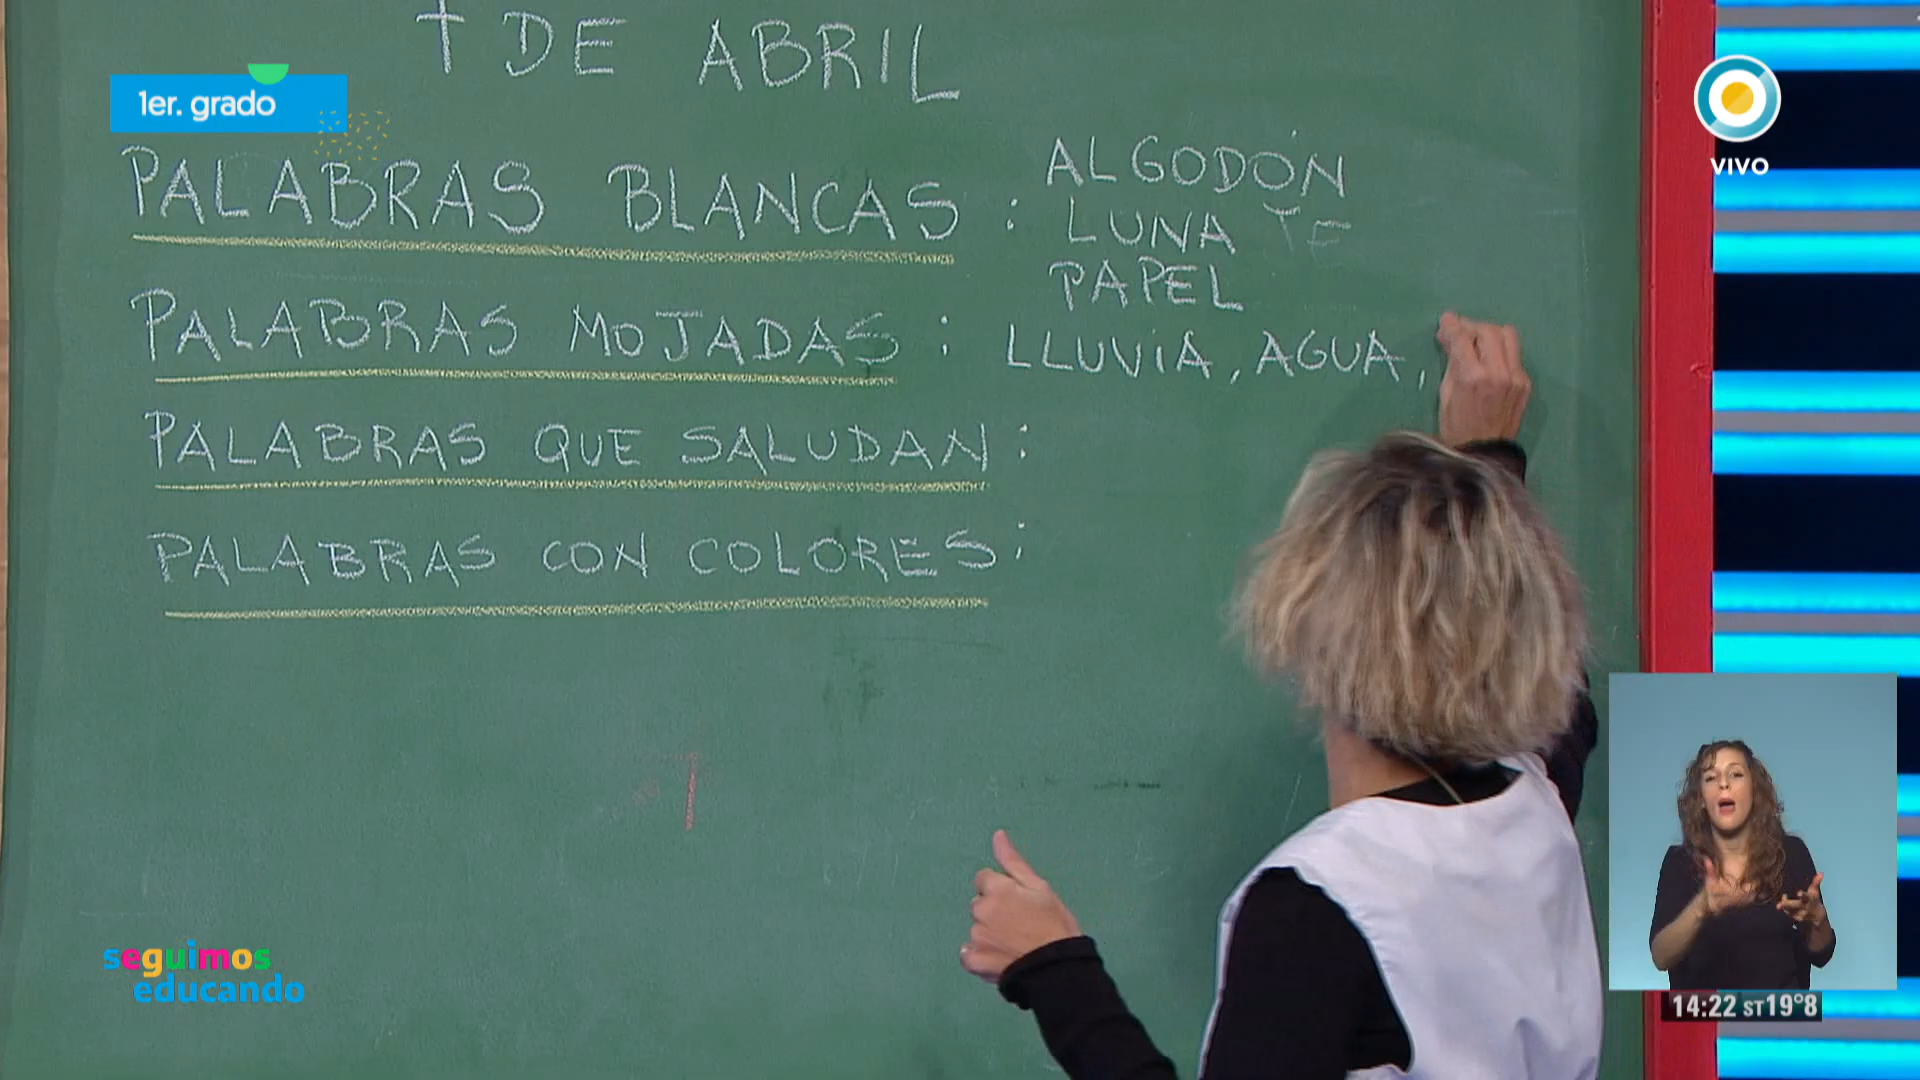 DE ABRIL
1er. grado
VIVO
PALABRAS BLANCAS : ALGODÓN
LUNA
PAPEL
PALABRAS MOJADAS : LLUViA, AGUA,
PALABRAS QUE SALUDAN :
PALABRAS CON COLORES :
seguimos
educando
14:22 ST19°8